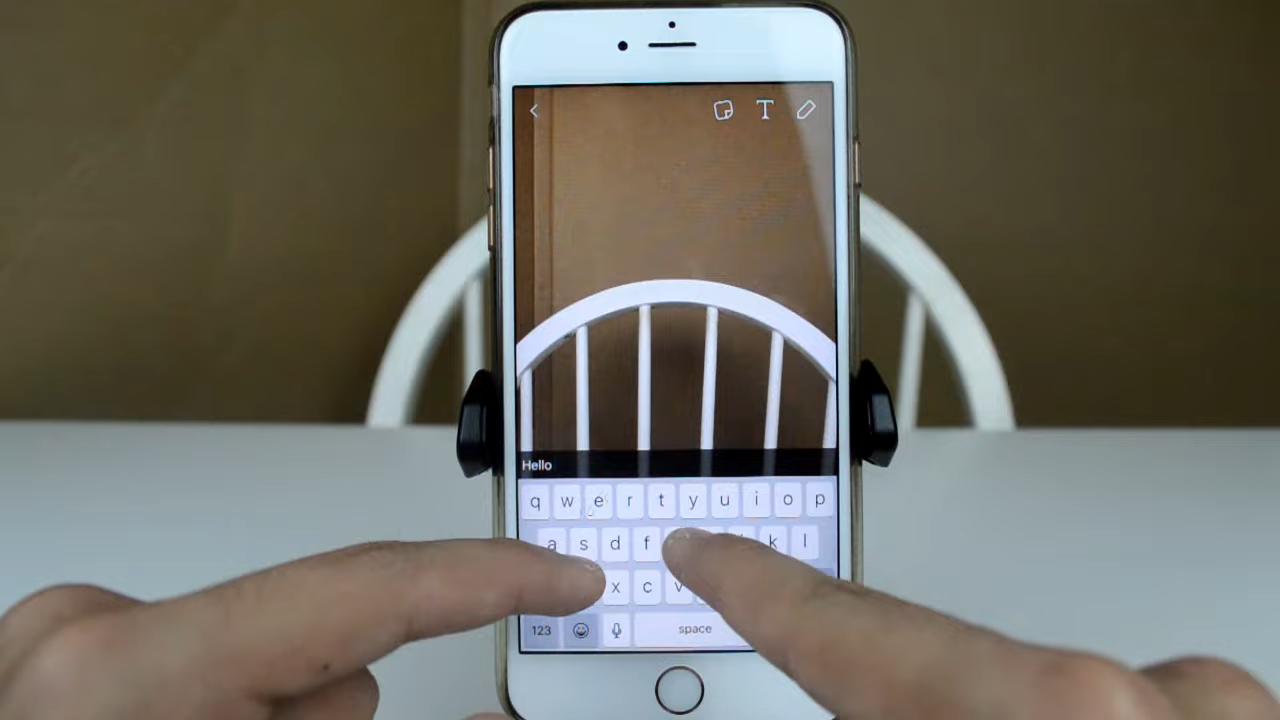 T
Hello
q w e r t y u i o p
a s d f k l
x c v
123 space